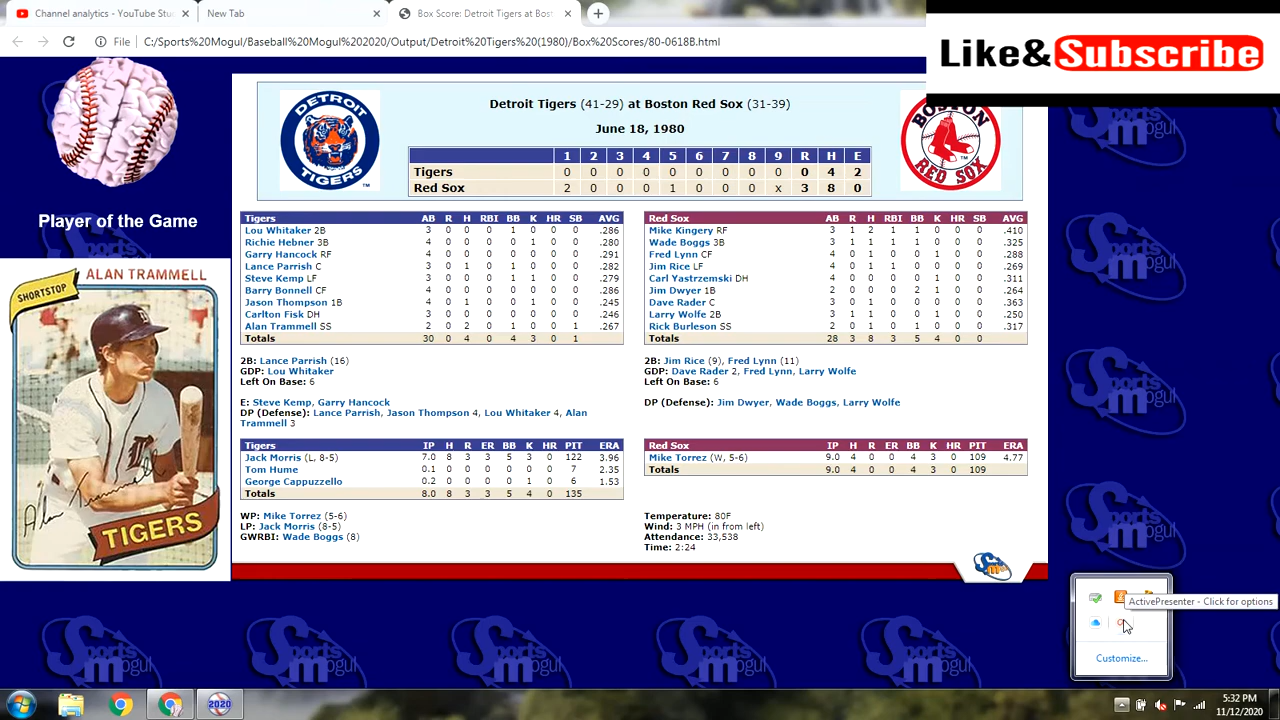 Channel analytics - YouTube Stu
New Tab
Box Score: Detroit Tigers at Bost
File C:/Sports%20Mogul/Baseball%20Mogul%202020/Output/Detroit%20Tigers%20(1980)/Box%20Scores/80-0618B.html
Like& Subscribe
Detroit Tigers (41-29) at Boston Red Sox (31-39)
June 18, 1980
1 2 3 4 5 6 7 8 9 R H E
Tigers 0 0 0 0 0 0 0 0 0 0 4 2
Red Sox 2 0 0 0 1 0 0 0 x 3 8 0
DETROIT TIGERS
BOSTON RED SOX
Player of the Game
ALAN TRAMMELL
SHORTSTOP
TIGERS
Tigers AB R H RBI BB K HR SB AVG
Lou Whitaker 2B 3 0 0 0 1 0 0 0 .286
Richie Hebner 3B 4 0 0 0 0 1 0 0 .280
Garry Hancock RF 4 0 0 0 0 1 0 0 .291
Lance Parrish C 3 0 1 0 1 0 0 0 .282
Steve Kemp LF 3 0 0 0 1 0 0 0 .279
Barry Bonnell CF 4 0 0 0 0 0 0 0 .286
Jason Thompson 1B 4 0 1 0 0 1 0 0 .245
Carlton Fisk DH 3 0 0 0 0 0 0 0 .246
Alan Trammell SS 2 0 2 0 1 0 0 1 .267
Totals 30 0 4 0 4 3 0 1
2B: Lance Parrish (16)
GDP: Lou Whitaker
Left On Base: 6
E: Steve Kemp, Garry Hancock
DP (Defense): Lance Parrish, Jason Thompson 4, Lou Whitaker 4, Alan
Trammell 3
Red Sox AB R H RBI BB K HR SB AVG
Mike Kingery RF 3 1 2 1 1 0 0 0 .410
Wade Boggs 3B 3 1 1 1 1 0 0 0 .325
Fred Lynn CF 4 0 1 0 0 1 0 0 .288
Jim Rice LF 4 0 1 1 0 0 0 0 .269
Carl Yastrzemski DH 4 0 0 0 0 1 0 0 .311
Jim Dwyer 1B 2 0 0 0 2 1 0 0 .264
Dave Rader C 3 0 1 0 0 0 0 0 .363
Larry Wolfe 2B 3 1 1 0 0 1 0 0 .250
Rick Burleson SS 2 0 1 0 1 0 0 0 .317
Totals 28 3 8 3 5 4 0 0
2B: Jim Rice (9), Fred Lynn (11)
GDP: Dave Rader 2, Fred Lynn, Larry Wolfe
Left On Base: 6
DP (Defense): Jim Dwyer, Wade Boggs, Larry Wolfe
Tigers IP H R ER BB K HR PIT ERA
Jack Morris (L, 8-5) 7.0 8 3 3 5 3 0 122 3.96
Tom Hume 0.1 0 0 0 0 0 0 7 2.35
George Cappuzzello 0.2 0 0 0 0 1 0 6 1.53
Totals 8.0 8 3 3 5 4 0 135
Red Sox IP H R ER BB K HR PIT ERA
Mike Torrez (W, 5-6) 9.0 4 0 0 4 3 0 109 4.77
Totals 9.0 4 0 0 4 3 0 109
WP: Mike Torrez (5-6)
LP: Jack Morris (8-5)
GWRBI: Wade Boggs (8)
Temperature: 80F
Wind: 3 MPH (in from left)
Attendance: 33,538
Time: 2:24
ActivePresenter - Click for options
Customize...
2020
5:32 PM
11/12/2020